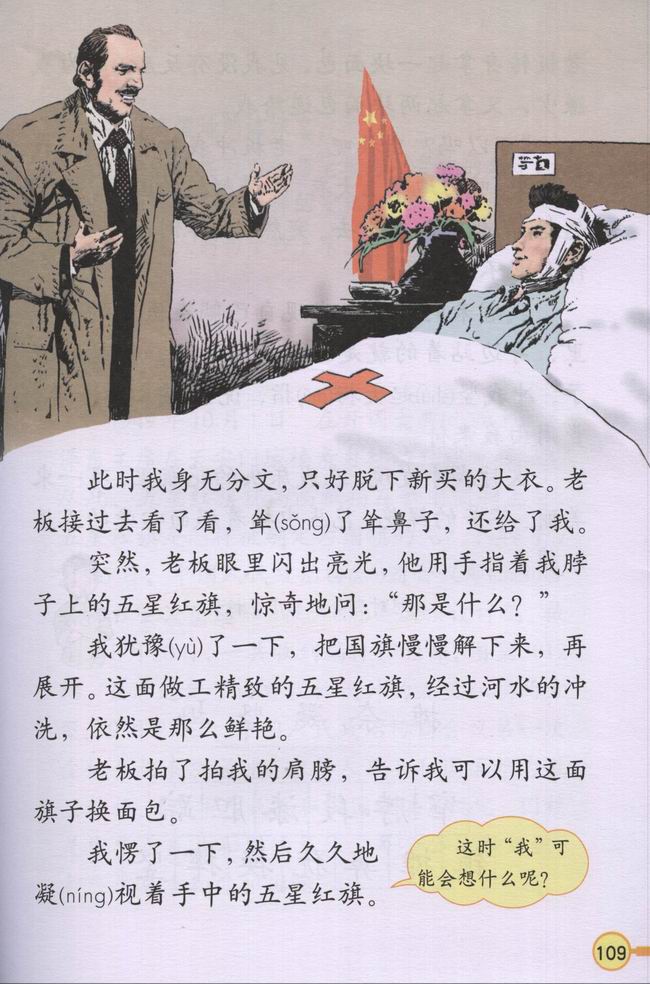 此时我身无分文，只好脱下新买的大衣。老
板接过去看了看，耸(sǒng)了耸鼻子，还给了我。
突然，老板眼里闪出亮光，他用手指着我脖
子上的五星红旗，惊奇地问：“那是什么？”
我犹豫(yù)了一下，把国旗慢慢解下来，再
展开。这面做工精致的五星红旗，经过河水的冲
洗，依然是那么鲜艳。
老板拍了拍我的肩膀，告诉我可以用这面
旗子换面包。
我愣了一下，然后久久地
凝(níng)视着手中的五星红旗。
这时“我”可
能会想什么呢？
109